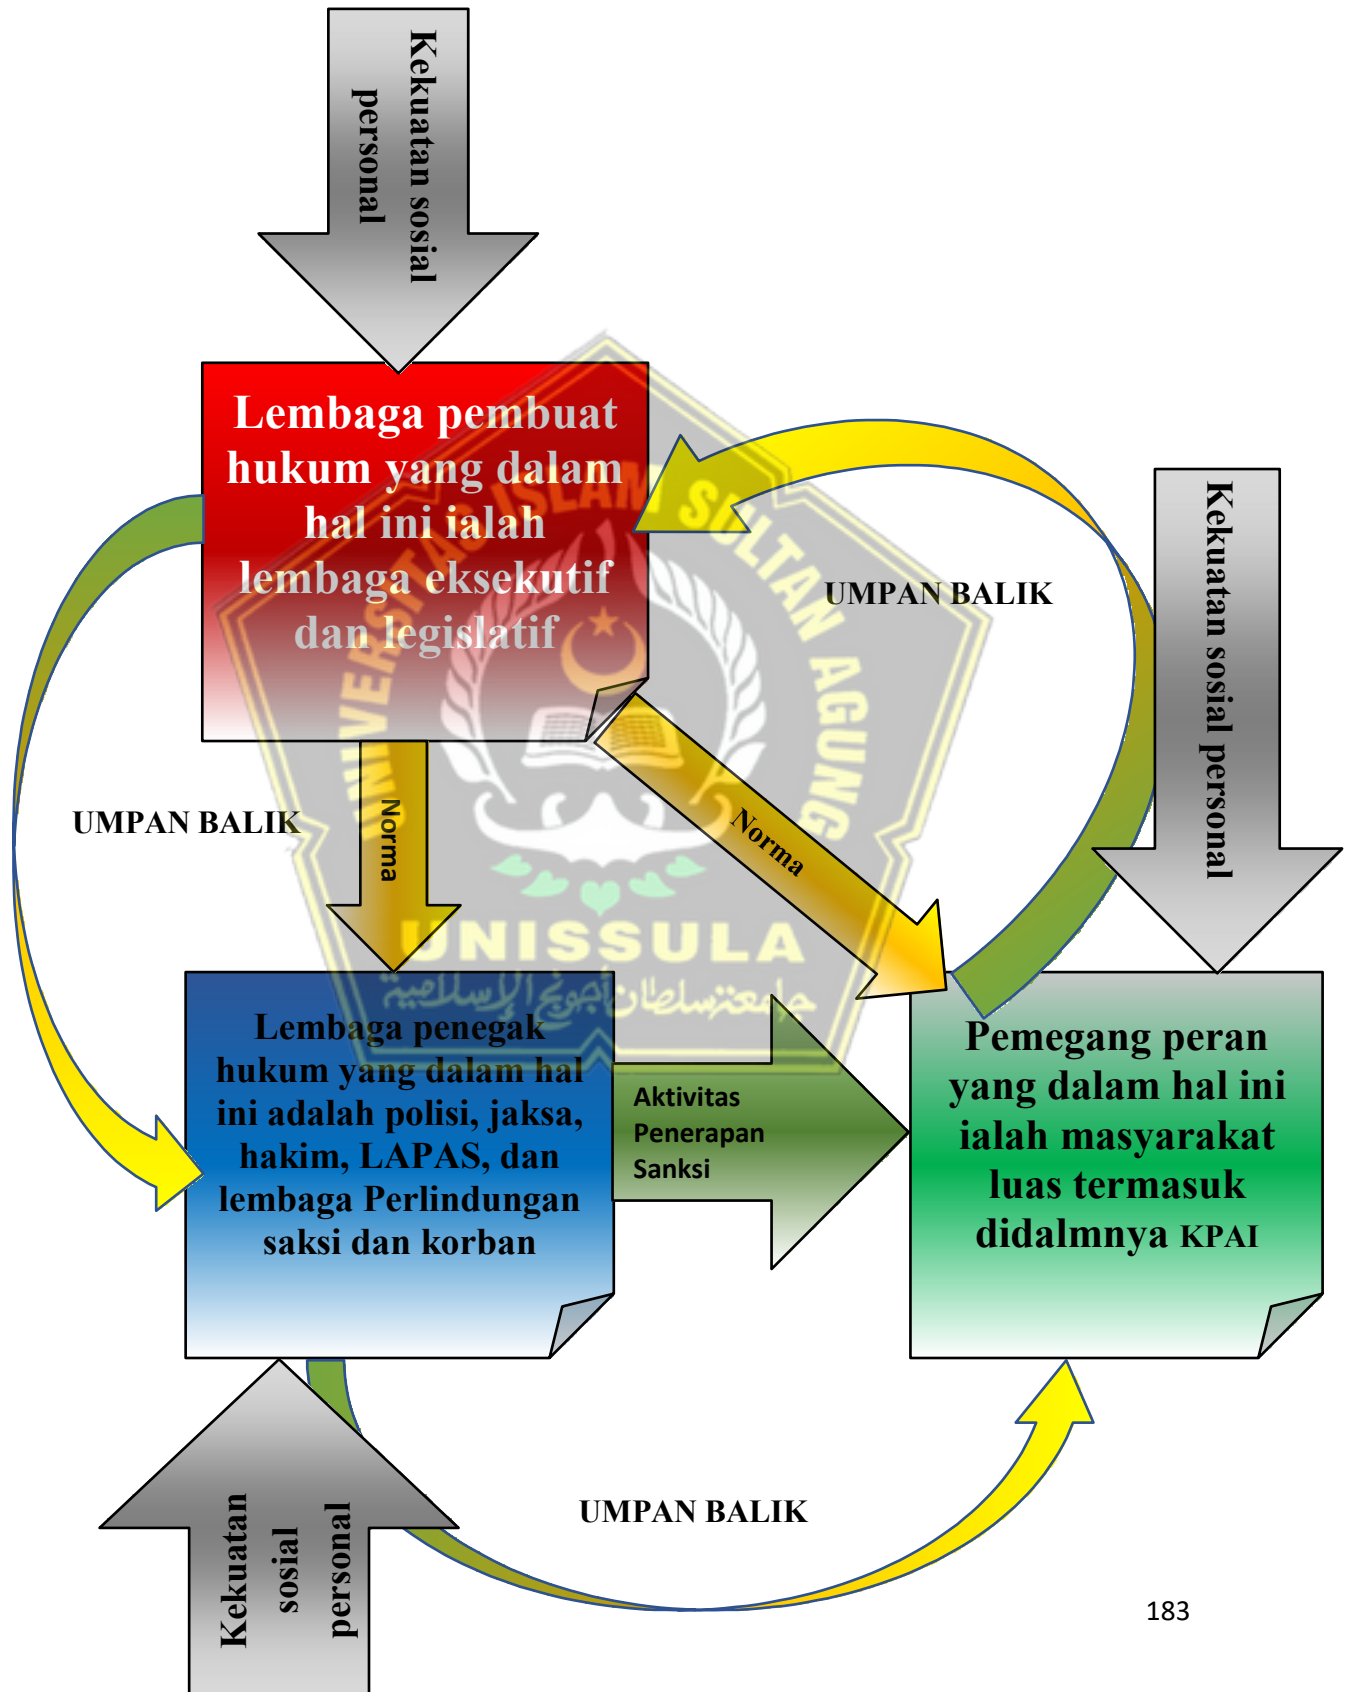 Kekuatan sosial
personal
Lembaga pembuat
hukum yang dalam
hal ini ialah
lembaga eksekutif
dan legislatif
UMPAN BALIK
Kekuatan sosial personal
UMPAN BALIK
Norma
Norma
UNIVERSITAS ISLAM SULTAN AGUNG
UNISSULA
جامعتسلطان أجونج الإسلامية
Lembaga penegak
hukum yang dalam hal
ini adalah polisi, jaksa,
hakim, LAPAS, dan
lembaga Perlindungan
saksi dan korban
Aktivitas
Penerapan
Sanksi
Pemegang peran
yang dalam hal ini
ialah masyarakat
luas termasuk
didalmnya KPAI
Kekuatan
sosial
personal
UMPAN BALIK
183